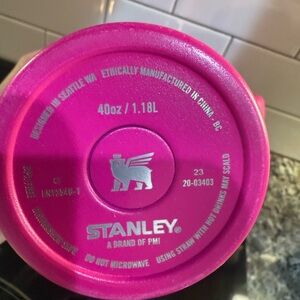 DESIGNED IN SEATTLE WA
ETHICALLY MANUFACTURED IN CHINA - BC
40oz / 1.18L
23
20-03403
STANLEY®
A BRAND OF PMI
DO NOT MICROWAVE
USING STRAW WITH HOT DRINKS MAY SCALD